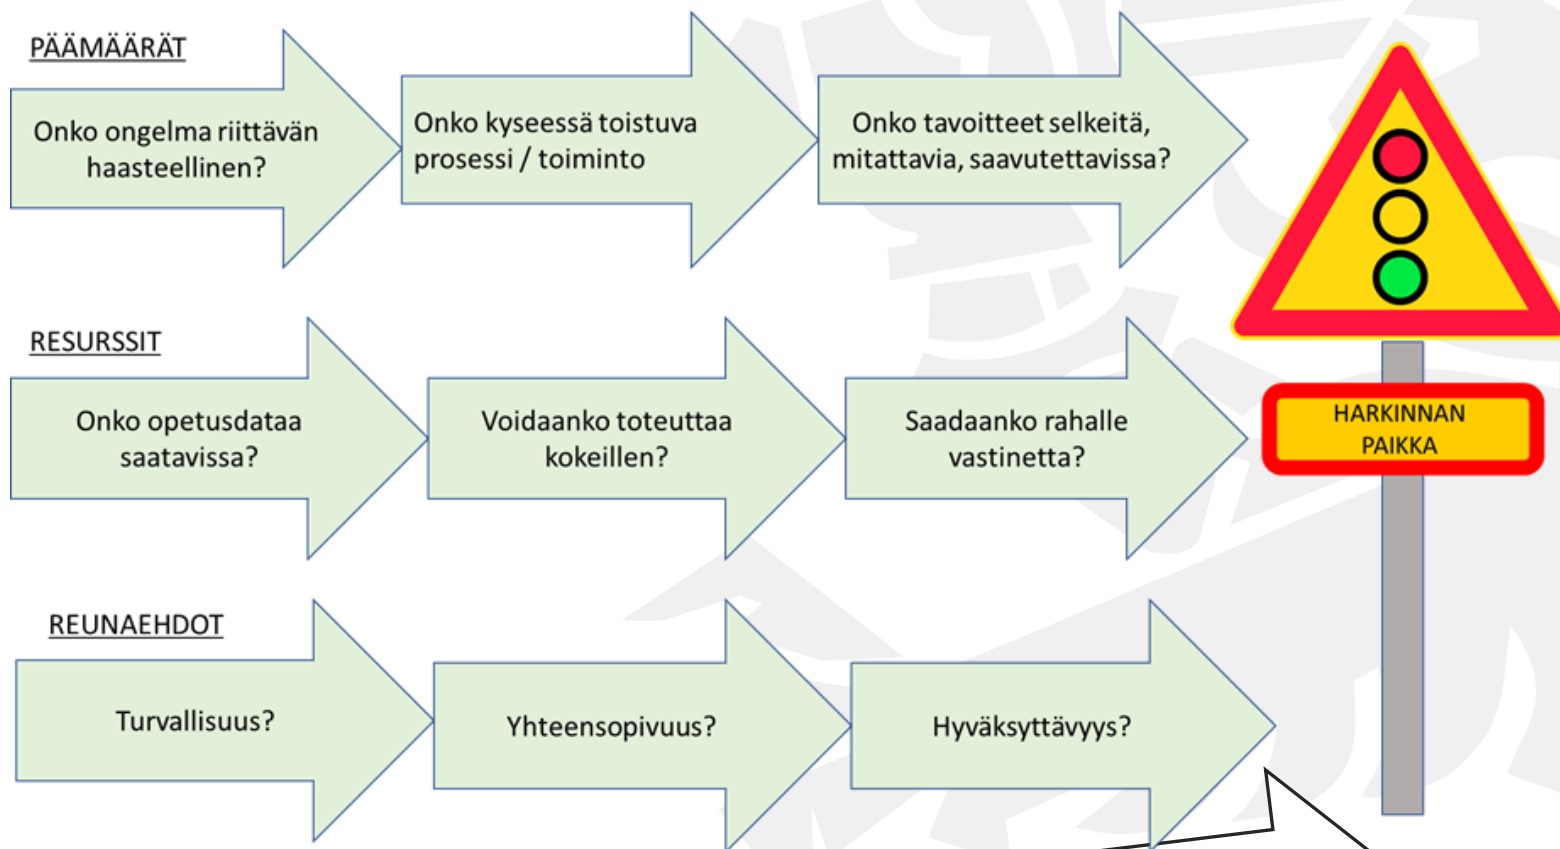 PÄÄMÄÄRÄT
Onko ongelma riittävän
haasteellinen?
Onko kyseessä toistuva
prosessi / toiminto
Onko tavoitteet selkeitä,
mitattavia, saavutettavissa?
RESURSSIT
Onko opetusdataa
saatavissa?
Voidaanko toteuttaa
kokeillen?
Saadaanko rahalle
vastinetta?
HARKINNAN
PAIKKA
REUNAEHDOT
Turvallisuus?
Yhteensopivuus?
Hyväksyttävyys?